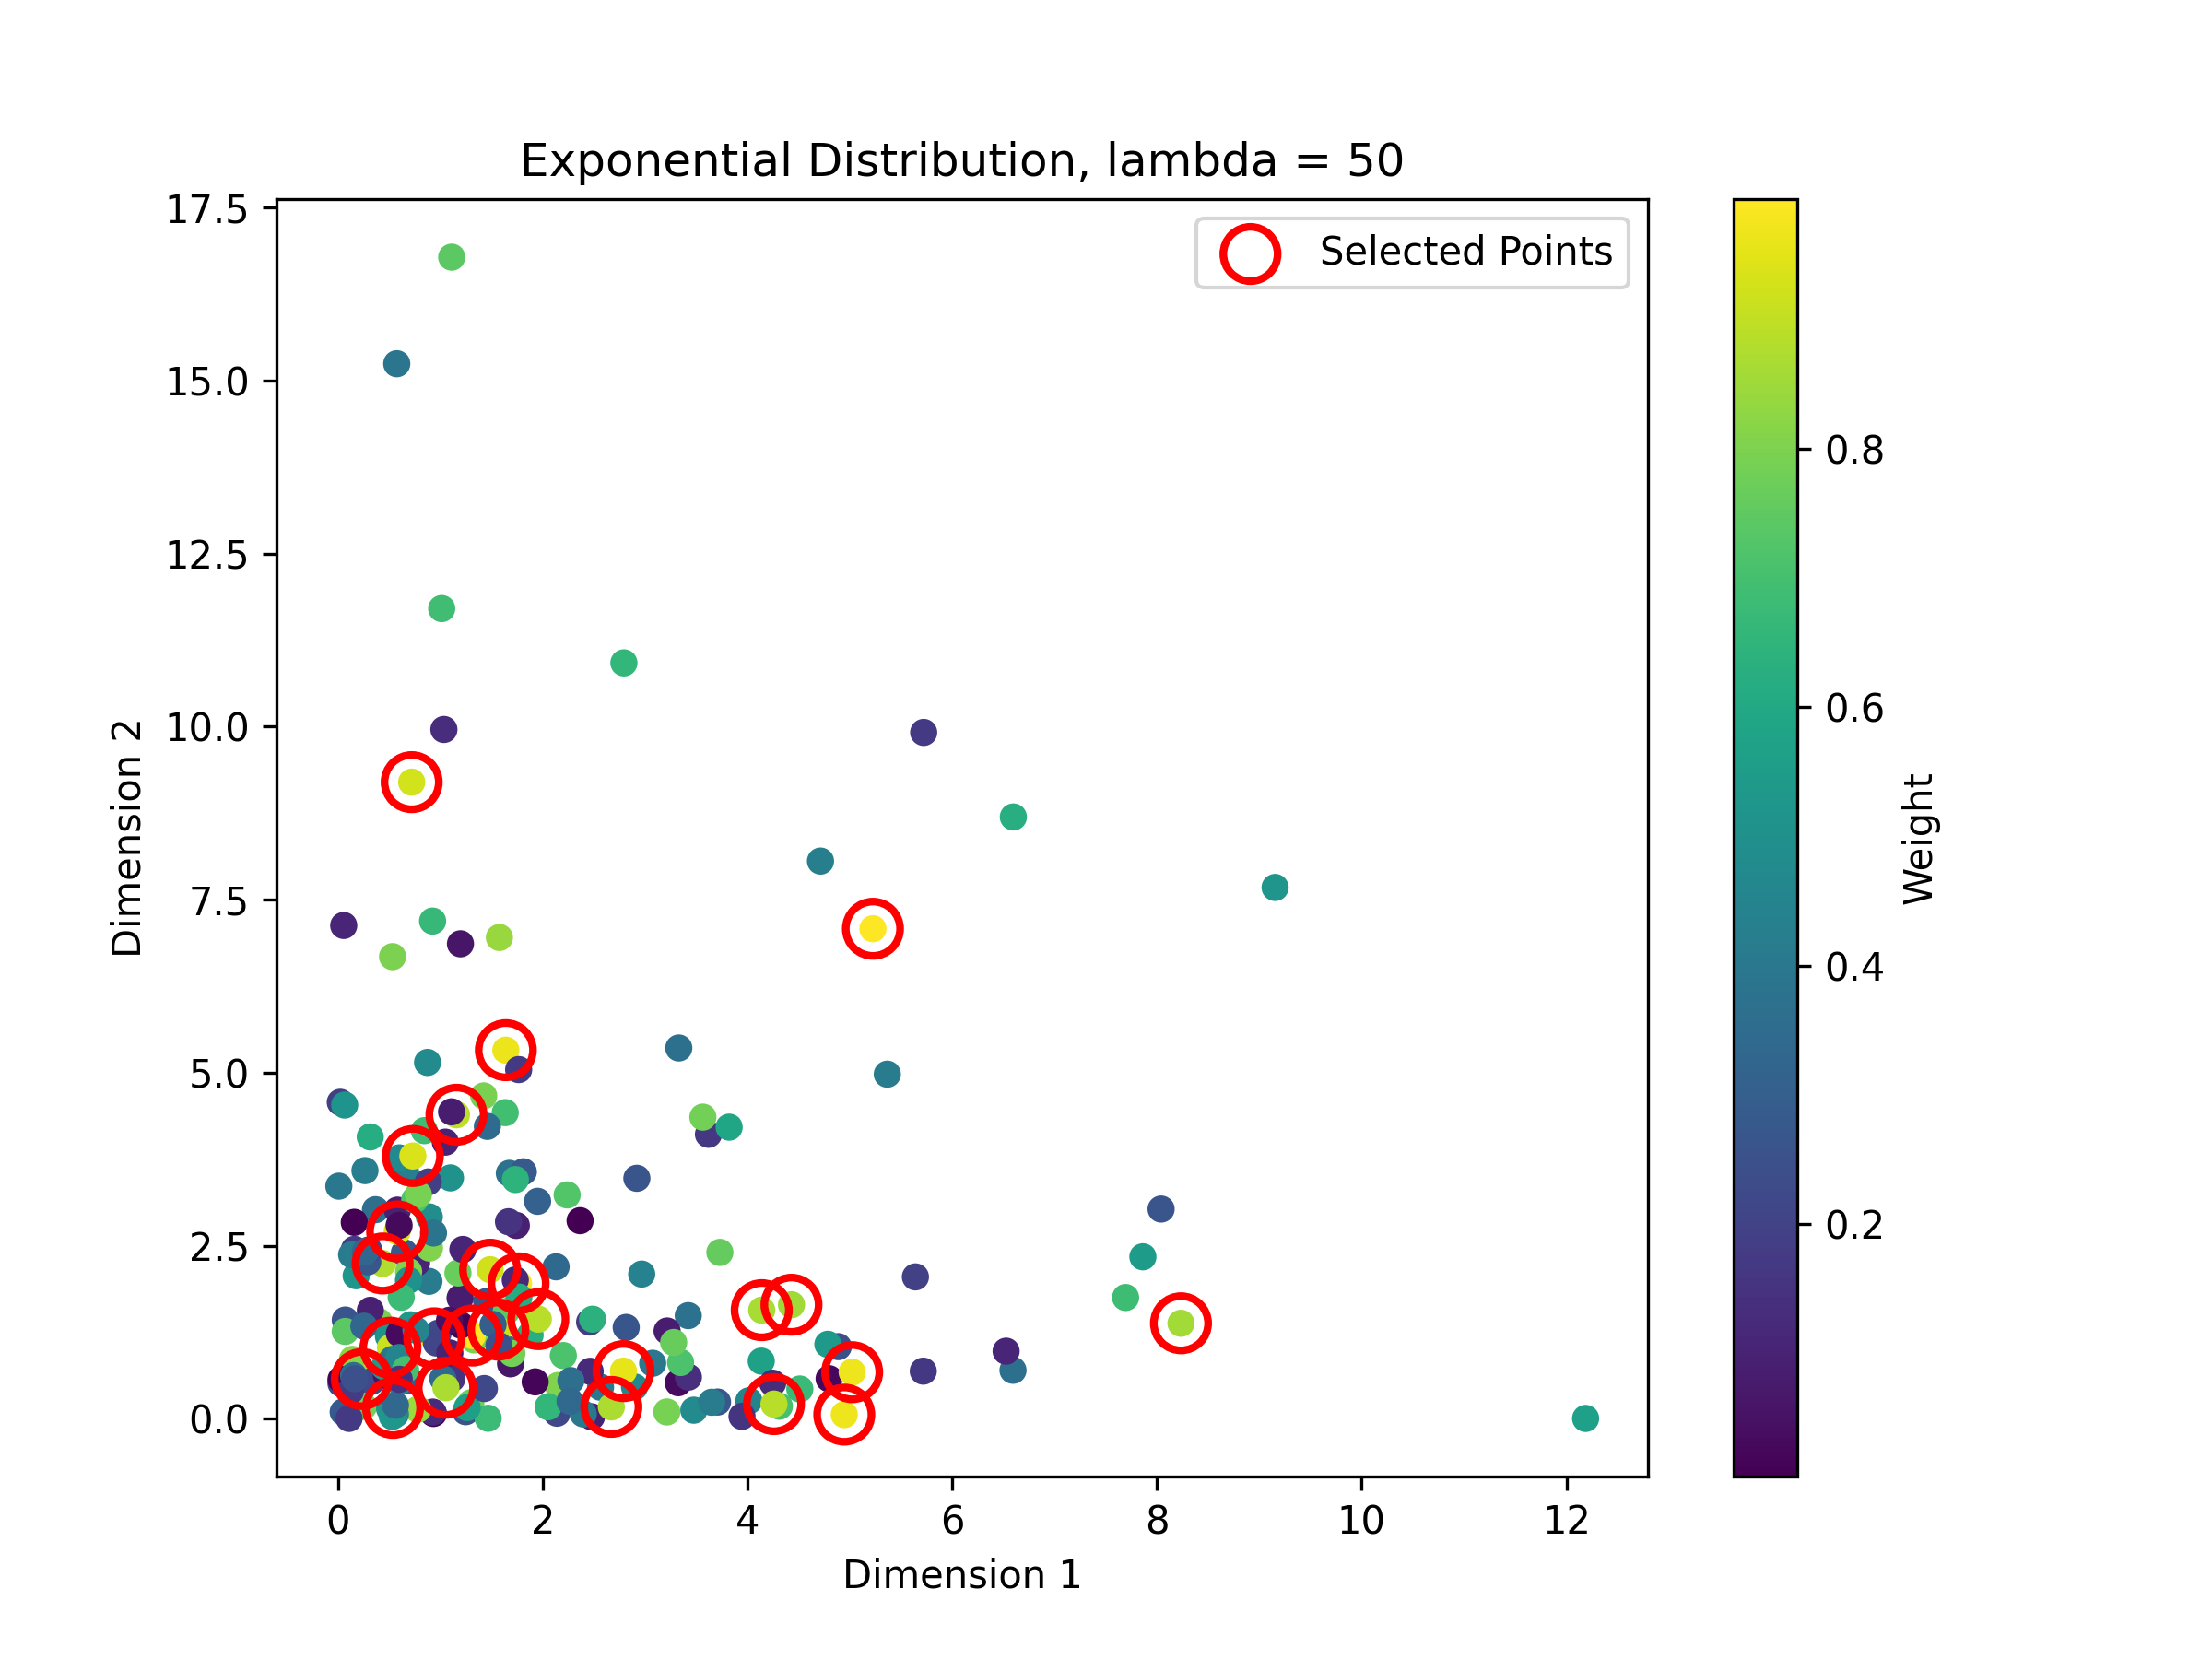 Exponential Distribution, lambda = 50
Selected Points
17.5
15.0
12.5
10.0
7.5
5.0
2.5
0.0
Dimension 2
0 2 4 6 8 10 12
Dimension 1
0.8
0.6
0.4
0.2
Weight